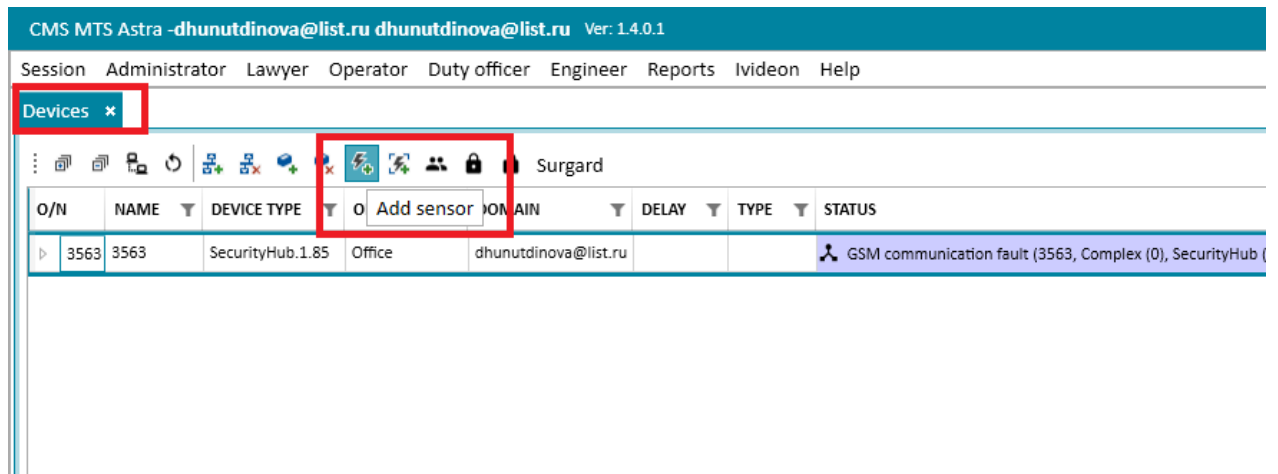 CMS MTS Astra -dhunutdinova@list.ru dhunutdinova@list.ru Ver: 1.4.0.1
Session Administrator Lawyer Operator Duty officer Engineer Reports Ivideon Help
Devices
Surgard
Add sensor
O/N NAME DEVICE TYPE O DOMAIN DELAY TYPE STATUS
3563 3563 SecurityHub.1.85 Office dhunutdinova@list.ru GSM communication fault (3563, Complex (0), SecurityHub (